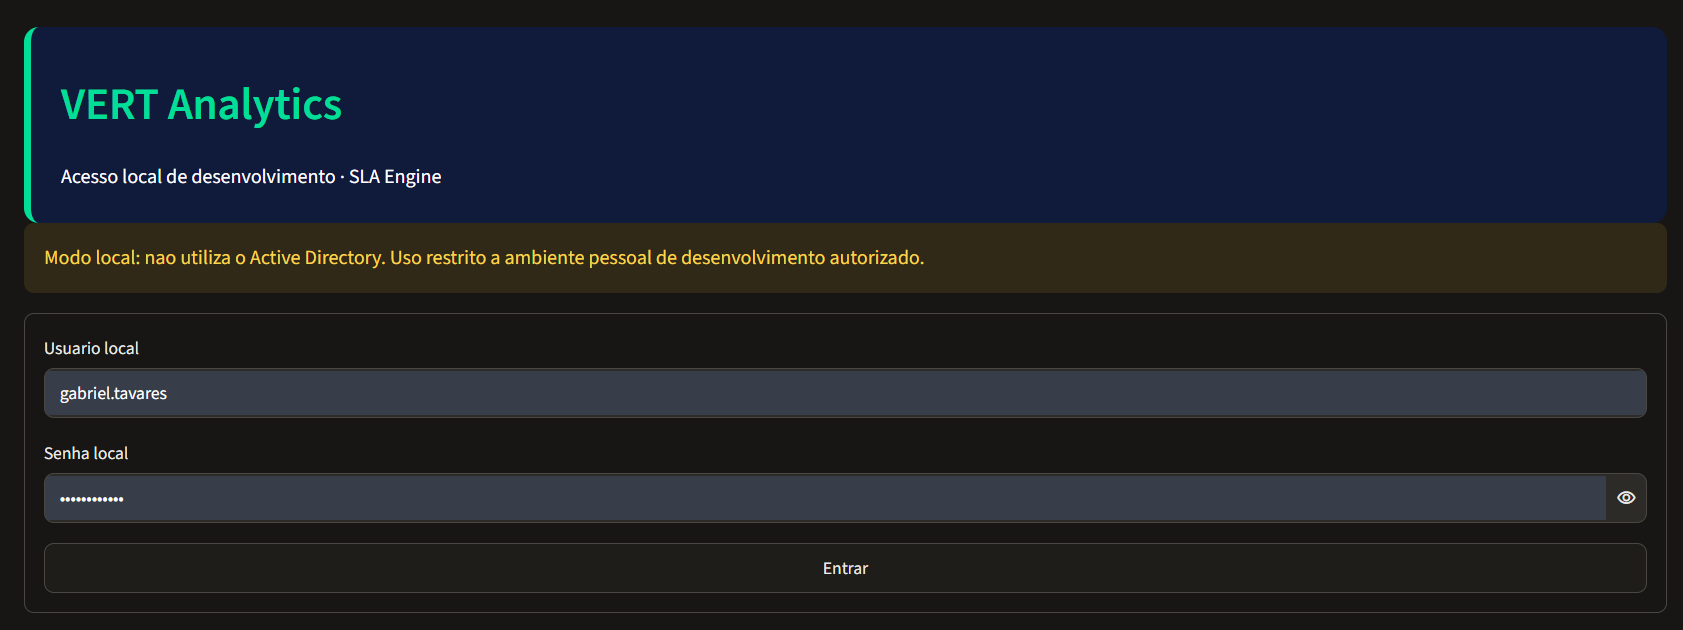 VERT Analytics
Acesso local de desenvolvimento · SLA Engine
Modo local: nao utiliza o Active Directory. Uso restrito a ambiente pessoal de desenvolvimento autorizado.
Usuario local
gabriel.tavares
Senha local
••••••••••••
Entrar